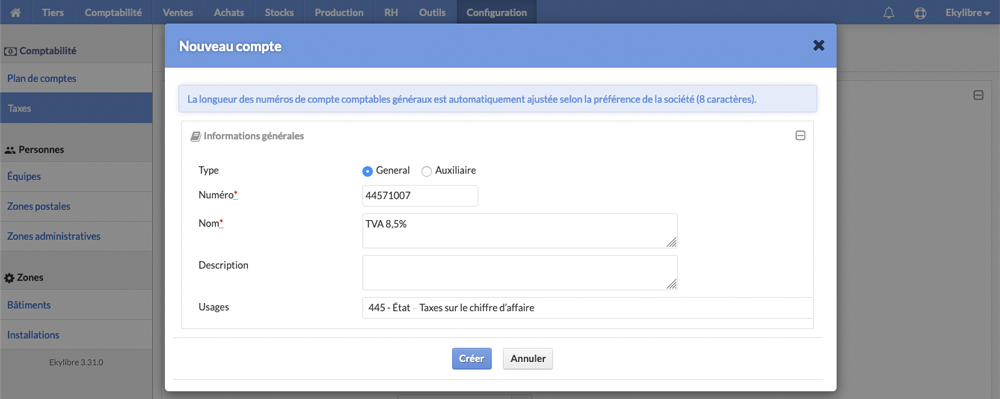 Tiers Comptabilité Ventes Achats Stocks Production RH Outils Configuration Ekylibre
Comptabilité
Plan de comptes
Taxes
Personnes
Équipes
Zones postales
Zones administratives
Zones
Bâtiments
Installations
Ekylibre 3.31.0
Nouveau compte
La longueur des numéros de compte comptables généraux est automatiquement ajustée selon la préférence de la société (8 caractères).
Informations générales
Type General Auxiliaire
Numéro* 44571007
Nom* TVA 8,5%
Description
Usages 445 - État – Taxes sur le chiffre d'affaire
Créer Annuler